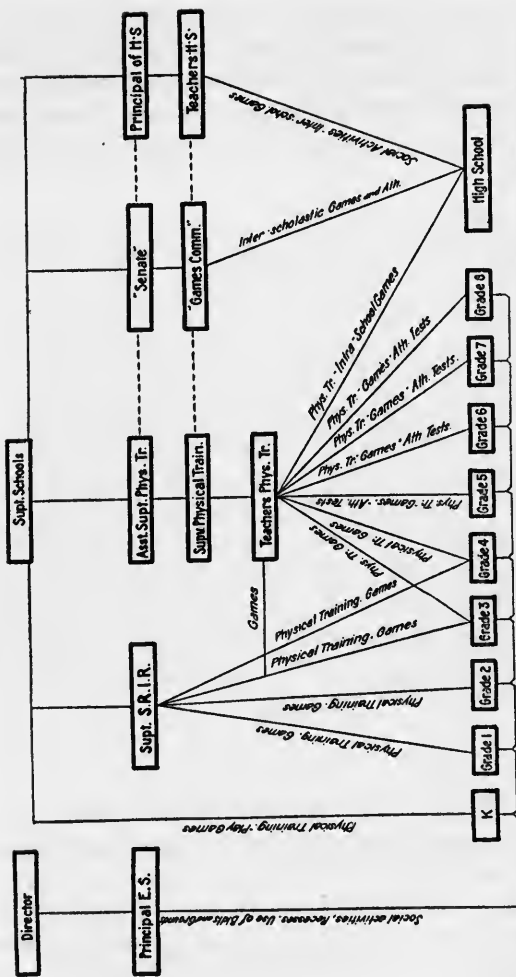 Director
Supt. Schools
Principal E.S.
Supt. S.R.I.R.
Asst. Supt. Phys. Tr.
"Senate"
Principal of H.S
Supv. Physical Train.
"Games Comm."
Teachers H.S.
Teachers Phys. Tr.
Games
Social activities, Recesses. Use of Bldls and Ground
Physical Training - Play Games
Physical Training. Games
Physical Training. Games
Physical Training. Games
Physical Training. Games
Phys. Tr. Games
Physical Tr. Games
Phys Tr. Games. - Ath. Tests
Phys. Tr. Games - Ath Tests.
Phys. Tr. - Games - Ath. Tests.
Phys. Tr. - Games - Ath. Tests
Phys. Tr. - Intra - School Games
Inter - scholastic Games and Ath.
Social Activities - Inter schol Games
K
Grade 1
Grade 2
Grade 3
Grade 4
Grade 5
Grade 6
Grade 7
Grade 8
High School